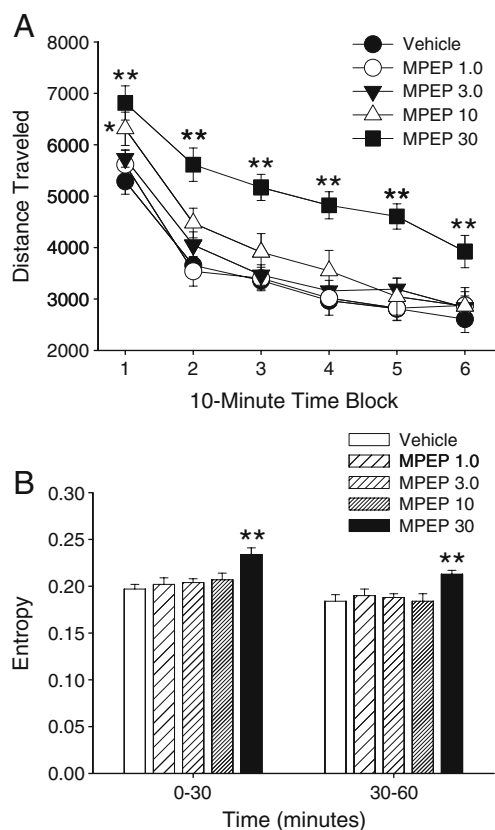 A
8000
7000
6000
5000
4000
3000
2000
Distance Traveled
Vehicle
MPEP 1.0
MPEP 3.0
MPEP 10
MPEP 30
**
*
**
**
**
**
**
1 2 3 4 5 6
10-Minute Time Block
B
Vehicle
MPEP 1.0
MPEP 3.0
MPEP 10
MPEP 30
0.30
0.25
0.20
0.15
0.10
0.05
0.00
Entropy
**
**
0-30 30-60
Time (minutes)